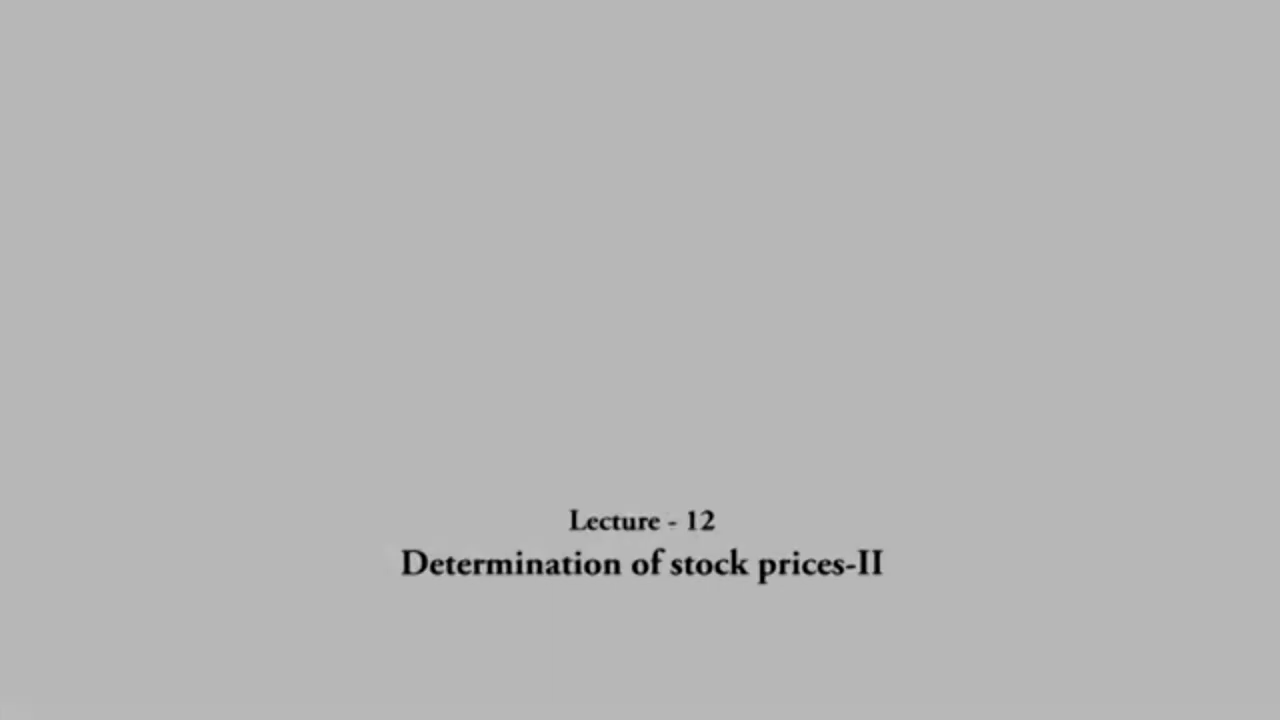 Lecture - 12
Determination of stock prices-II